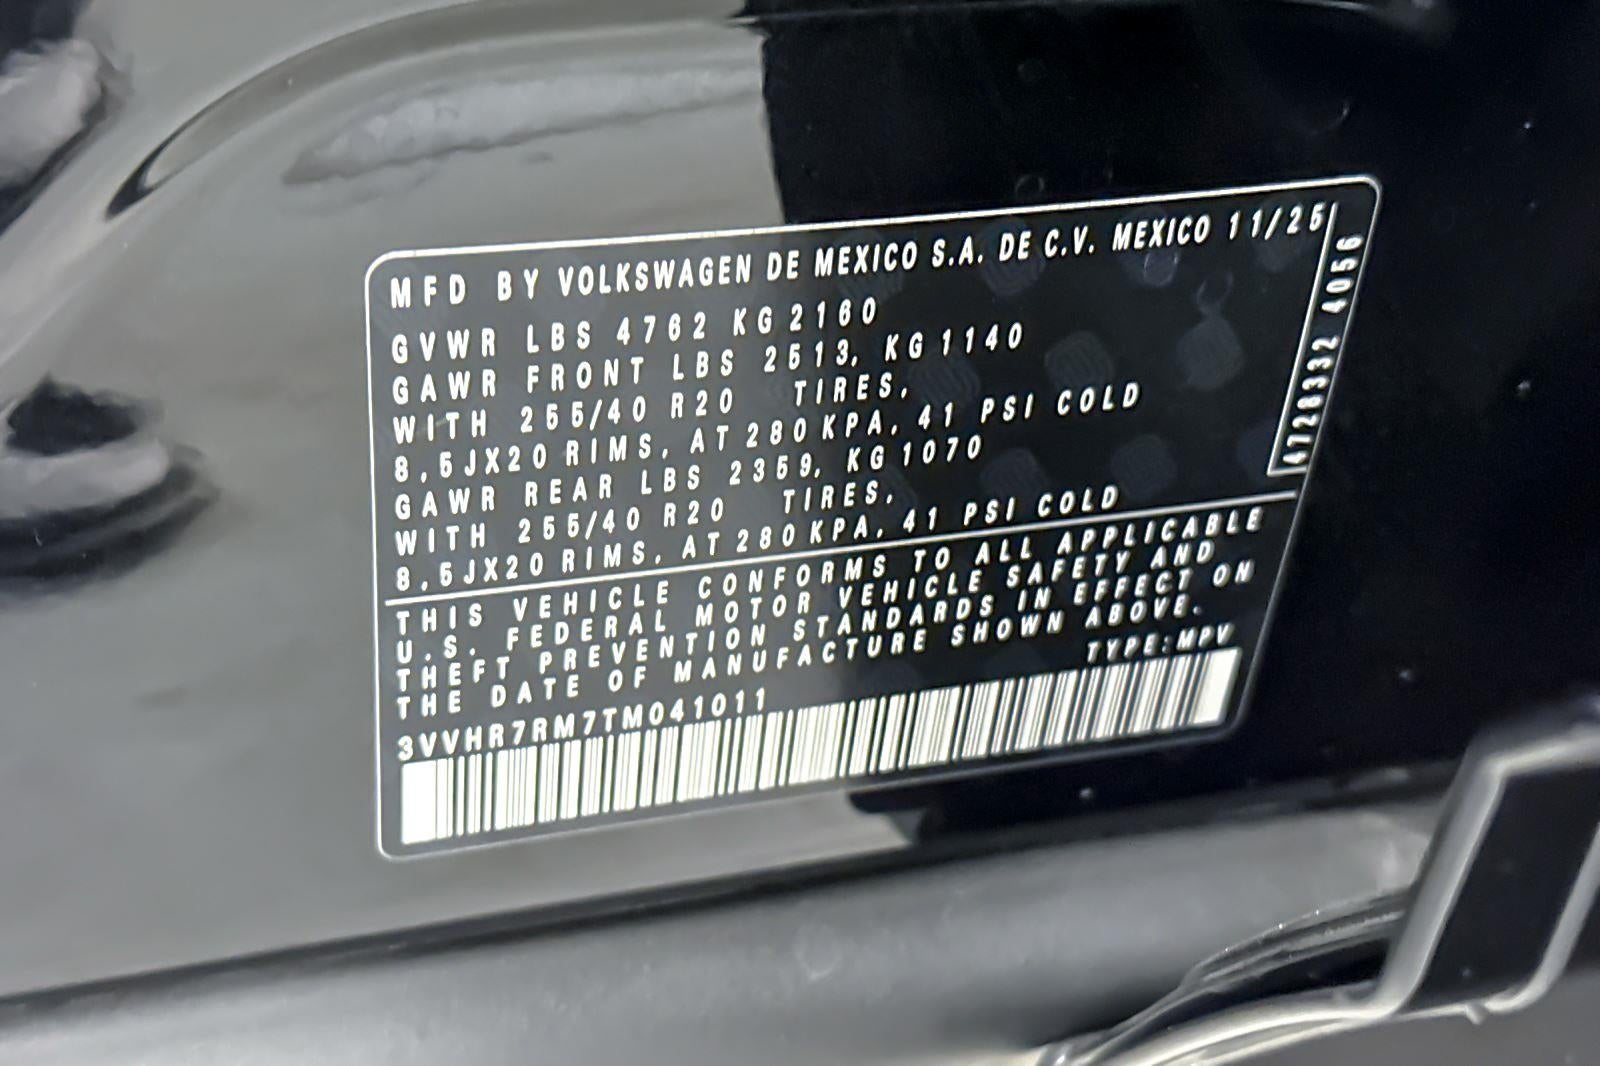 MFD BY VOLKSWAGEN DE MEXICO S.A. DE C.V. MEXICO 11/25
GVWR LBS 4762 KG 2160
GAWR FRONT LBS 2513, KG 1140
WITH 255/40 R20 TIRES,
8,5JX20 RIMS, AT 280 KPA, 41 PSI COLD
GAWR REAR LBS 2359, KG 1070
WITH 255/40 R20 TIRES,
8,5JX20 RIMS, AT 280 KPA, 41 PSI COLD
4728332 4056
THIS VEHICLE CONFORMS TO ALL APPLICABLE
U.S. FEDERAL MOTOR VEHICLE SAFETY AND
THEFT PREVENTION STANDARDS IN EFFECT ON
THE DATE OF MANUFACTURE SHOWN ABOVE.
TYPE:MPV
3VVHR7RM7TM041011